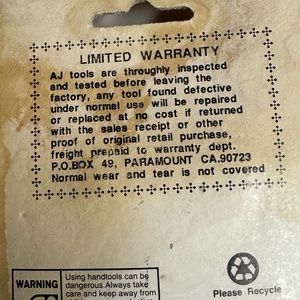 LIMITED WARRANTY
AJ tools are throughly inspected
and tested before leaving the
factory, any tool found defective
under normal use will be repaired
or replaced at no cost if returned
with the sales receipt or other
proof of original retail purchase,
freight prepaid to warranty dept.
P.O.BOX 49, PARAMOUNT CA.90723
Normal wear and tear is not covered
WARNING
Using handtools can be
dangerous.Always take
care and keep away from
Please Recycle